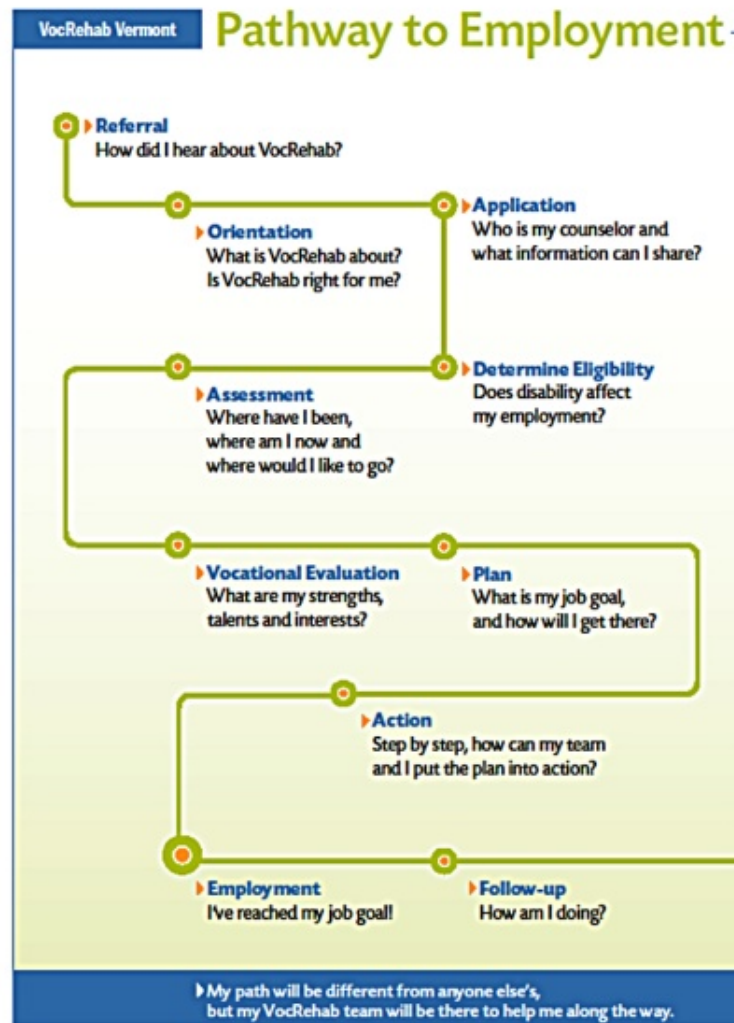 VocRehab Vermont
Pathway to Employment
Referral
How did I hear about VocRehab?
Orientation
What is VocRehab about?
Is VocRehab right for me?
Application
Who is my counselor and
what information can I share?
Assessment
Where have I been,
where am I now and
where would I like to go?
Determine Eligibility
Does disability affect
my employment?
Vocational Evaluation
What are my strengths,
talents and interests?
Plan
What is my job goal,
and how will I get there?
Action
Step by step, how can my team
and I put the plan into action?
Employment
I've reached my job goal!
Follow-up
How am I doing?
My path will be different from anyone else's,
but my VocRehab team will be there to help me along the way.